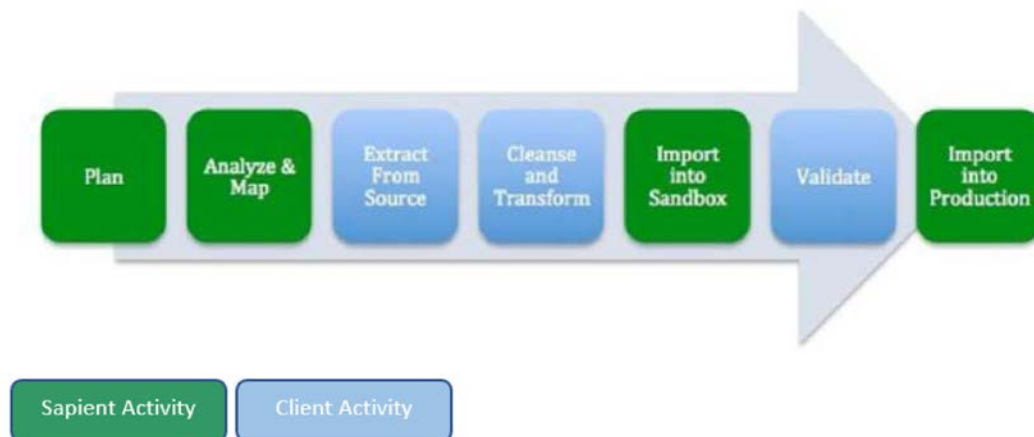 Plan
Analyze &
Map
Extract
From
Source
Cleanse
and
Transform
Import
into
Sandbox
Validate
Import
into
Production
Sapient Activity
Client Activity